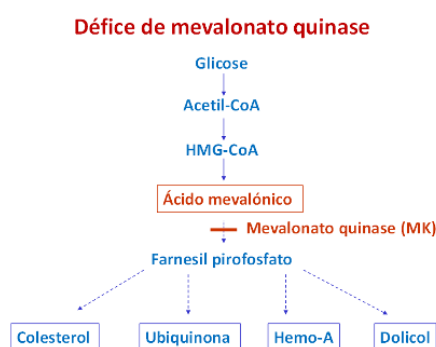 Défice de mevalonato quinase
Glicose
Acetil-CoA
HMG-CoA
Ácido mevalónico
Mevalonato quinase (MK)
Farnesil pirofosfato
Colesterol
Ubiquinona
Hemo-A
Dolicol